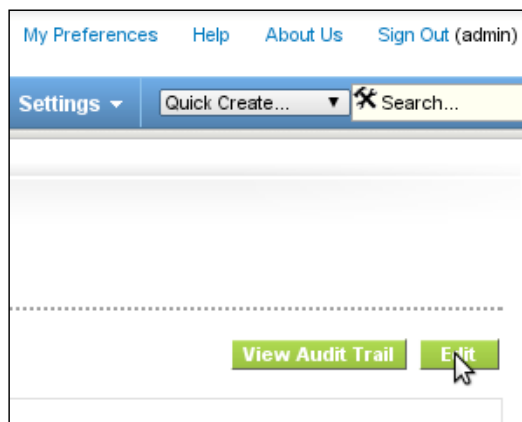 My Preferences Help About Us Sign Out (admin)
Settings Quick Create... Search...
View Audit Trail Edit